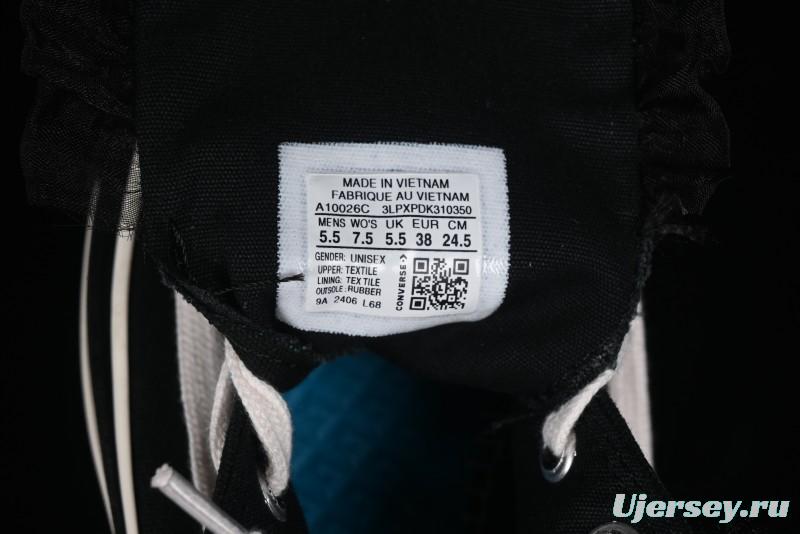 MADE IN VIETNAM
FABRIQUE AU VIETNAM
A10026C 3LPXPDK310350
MENS WO'S UK EUR CM
5.5 7.5 5.5 38 24.5
GENDER: UNISEX
UPPER: TEXTILE
LINING: TEXTILE
OUTSOLE: RUBBER
9A 2406 L68
CONVERSE
Ujersey.ru